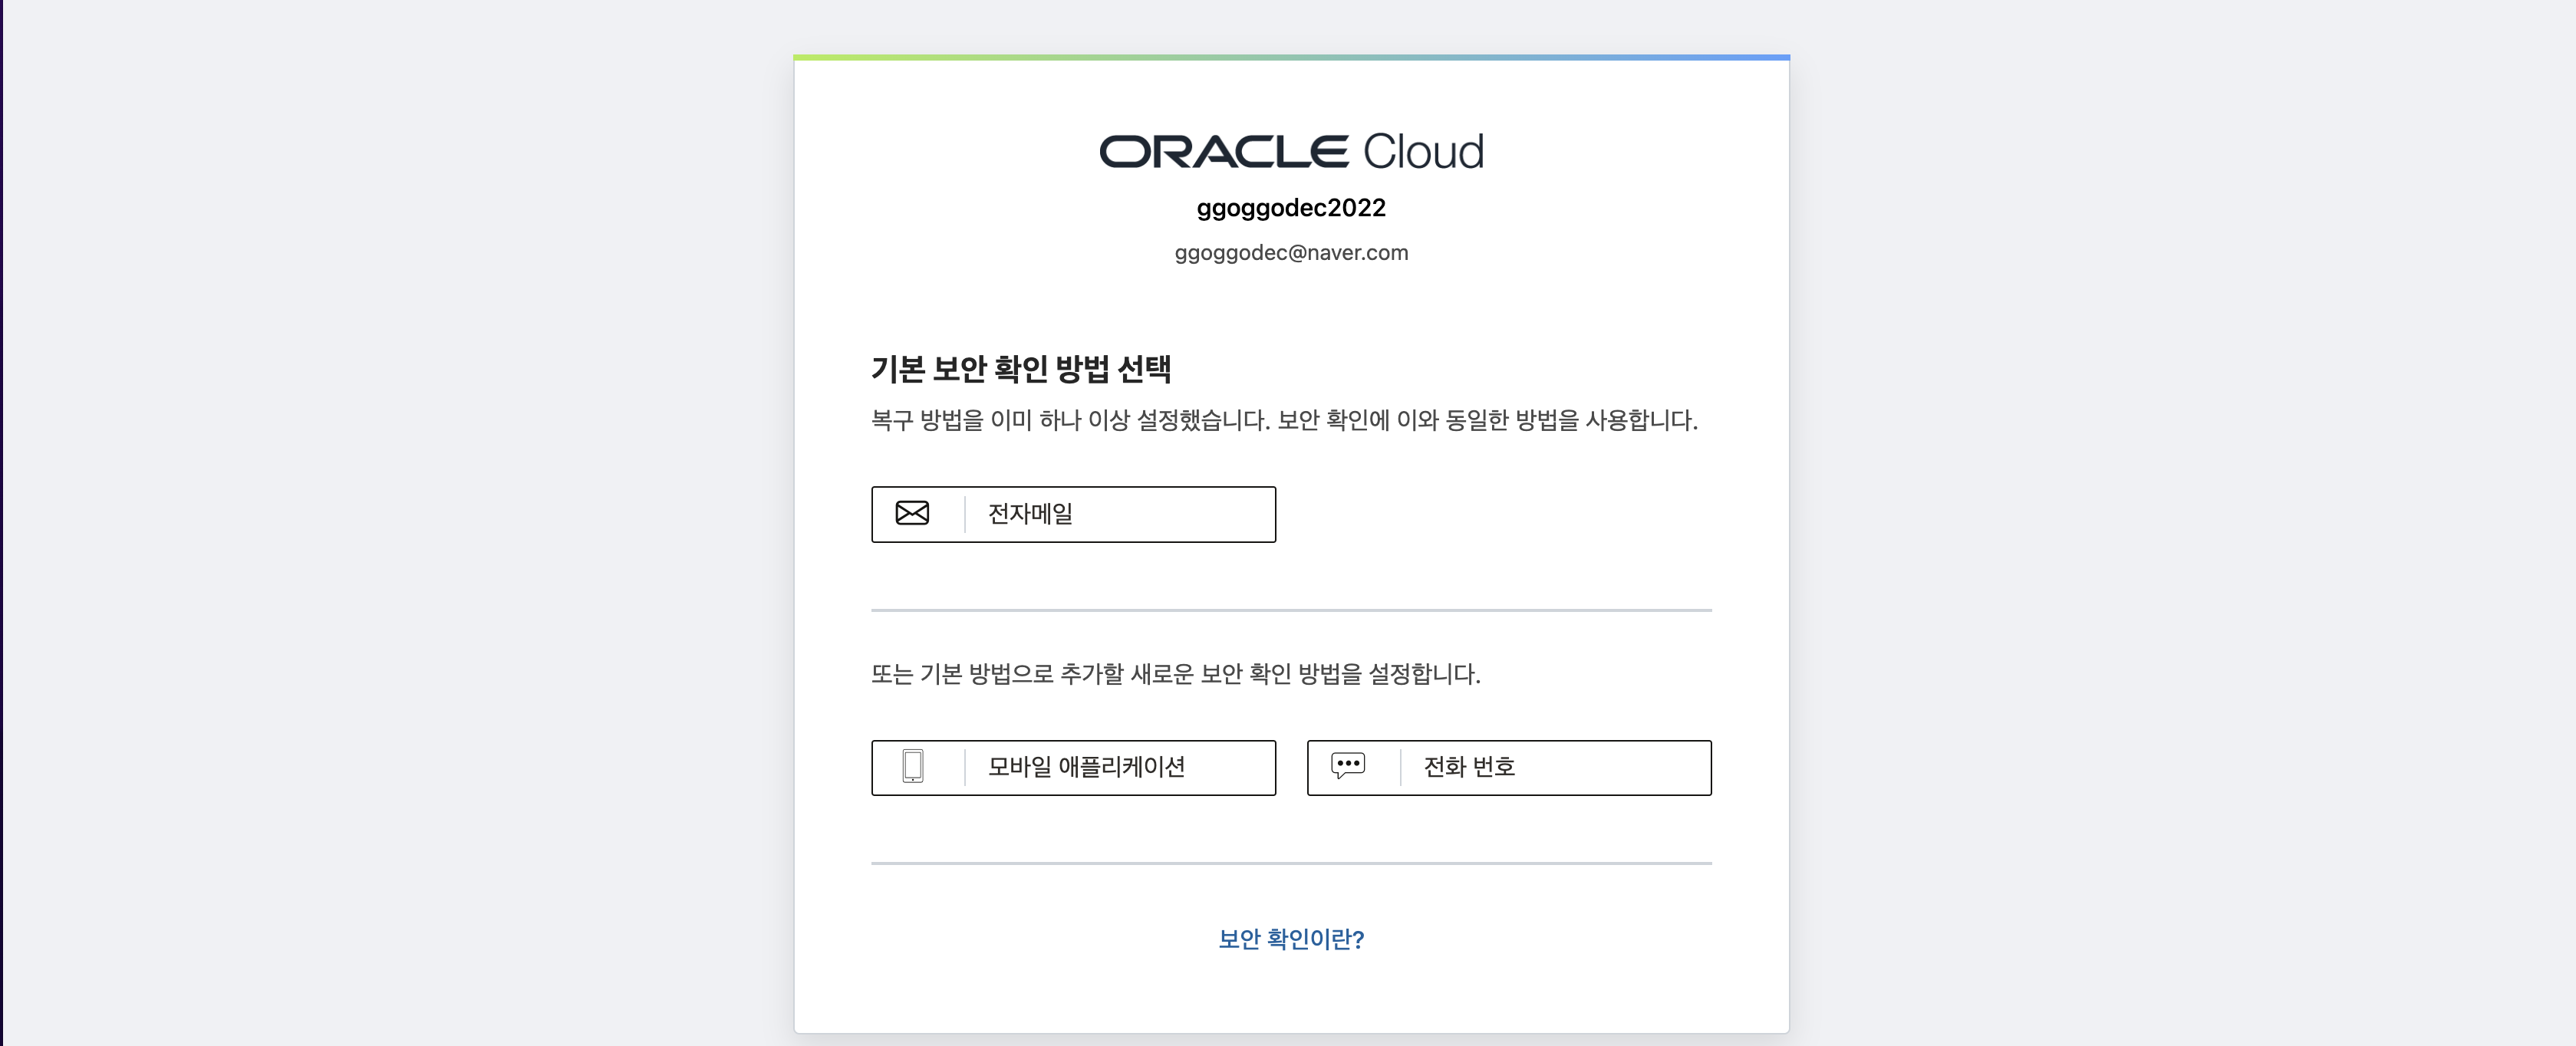 ORACLE Cloud
ggoggodec2022
ggoggodec@naver.com
기본 보안 확인 방법 선택
복구 방법을 이미 하나 이상 설정했습니다. 보안 확인에 이와 동일한 방법을 사용합니다.
전자메일
또는 기본 방법으로 추가할 새로운 보안 확인 방법을 설정합니다.
모바일 애플리케이션
전화 번호
보안 확인이란?